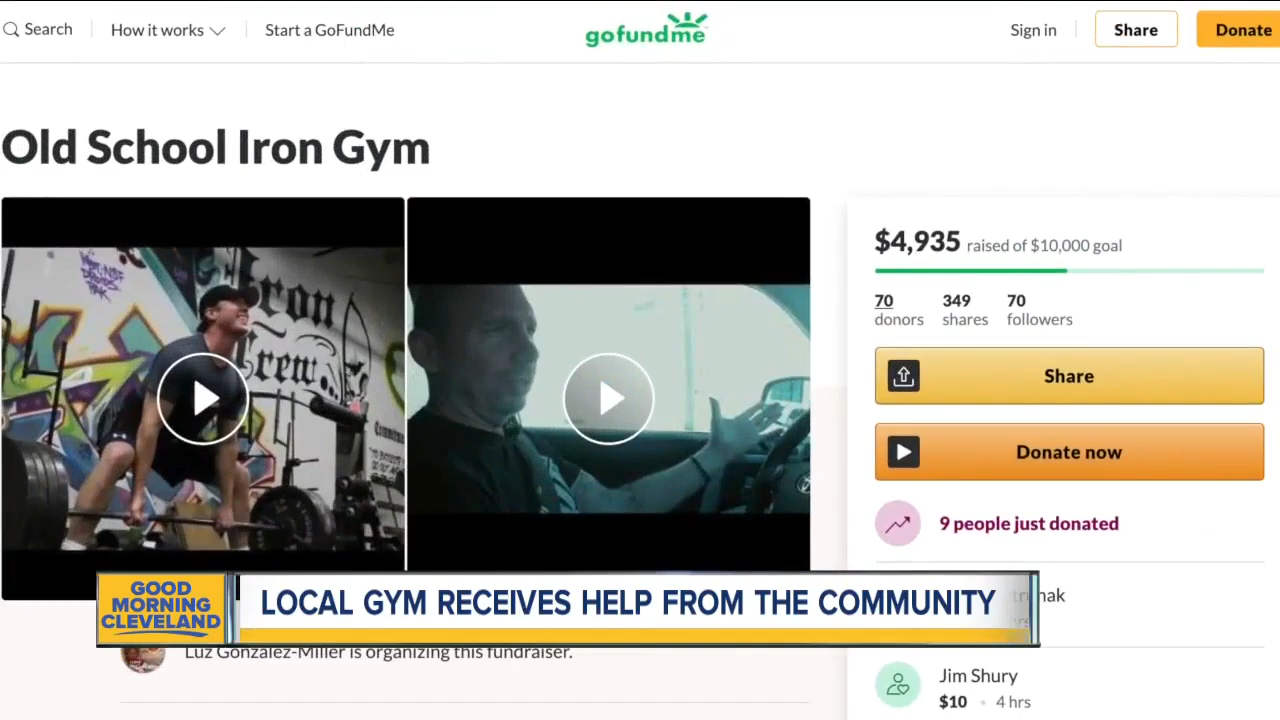 Search
How it works
Start a GoFundMe
gofundme
Sign in
Share
Donate
Old School Iron Gym
Iron
Crew...
$4,935 raised of $10,000 goal
70 349 70
donors shares followers
Share
Donate now
9 people just donated
GOOD
MORNING
CLEVELAND
LOCAL GYM RECEIVES HELP FROM THE COMMUNITY
Luz Gonzalez-Miller is organizing this fundraiser.
Jim Shury
$10 • 4 hrs